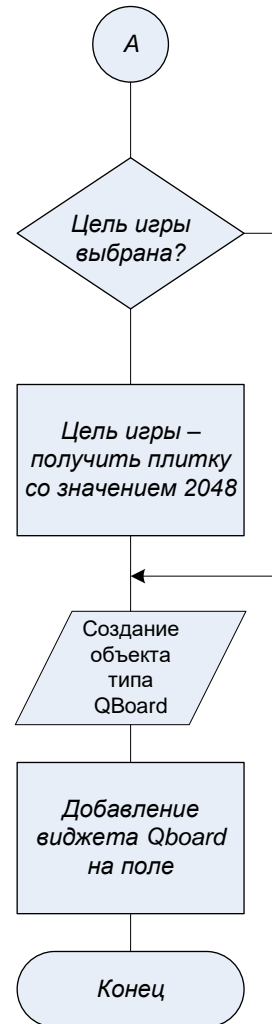 А
Цель игры
выбрана?
Цель игры –
получить плитку
со значением 2048
Создание
объекта
типа
QBoard
Добавление
виджета Qboard
на поле
Конец